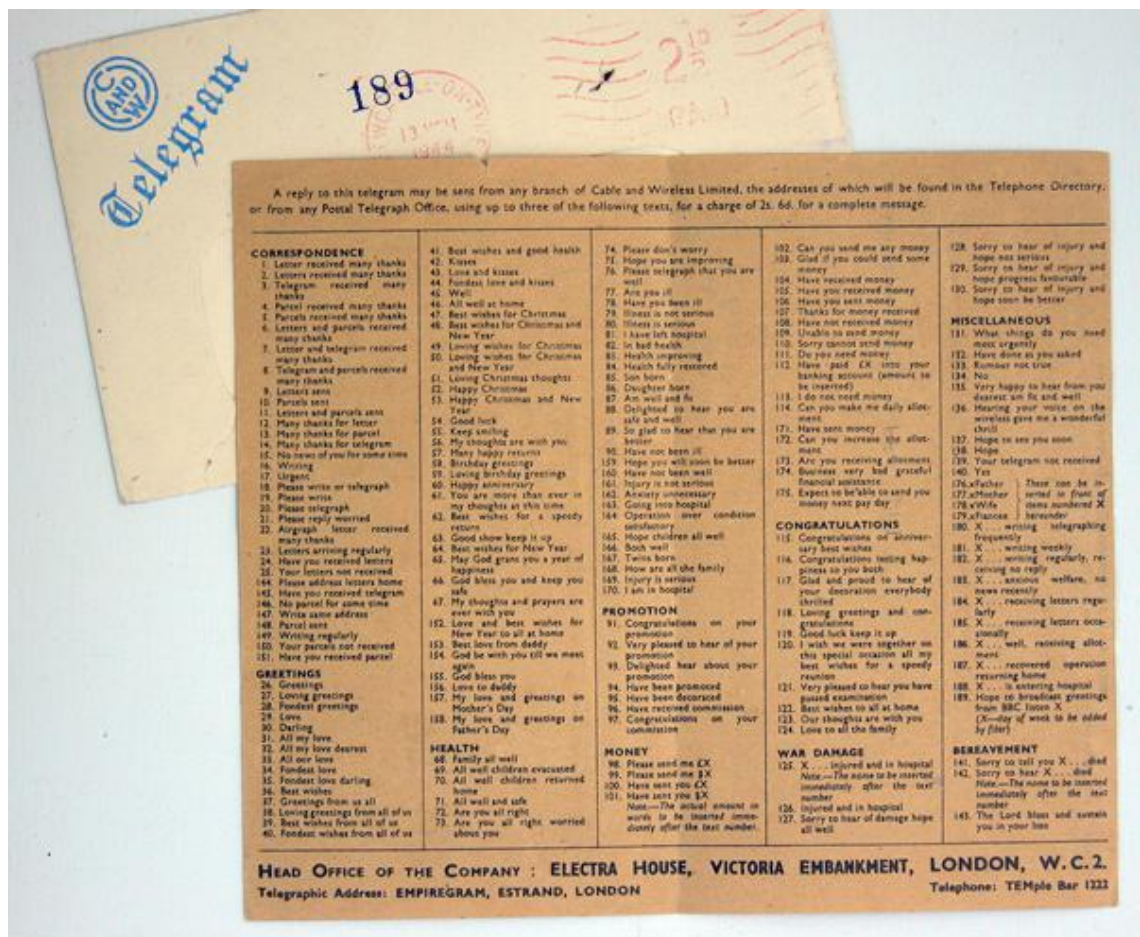 C AND W
Telegram
189
2½D
PAID
1944
A reply to this telegram may be sent from any branch of Cable and Wireless Limited, the addresses of which will be found in the Telephone Directory,
or from any Postal Telegraph Office, using up to three of the following texts, for a charge of 2s. 6d. for a complete message.
CORRESPONDENCE
1. Letter received many thanks
2. Letters received many thanks
3. Telegram received many
thanks
4. Parcel received many thanks
5. Parcels received many thanks
6. Letters and parcels received
many thanks
7. Letter and telegram received
many thanks
8. Telegram and parcels received
many thanks
9. Letters sent
10. Parcels sent
11. Letters and parcels sent
12. Many thanks for letter
13. Many thanks for parcel
14. Many thanks for telegram
15. No news of you for some time
16. Writing
17. Urgent
18. Please write or telegraph
19. Please write
20. Please telegraph
21. Please reply worried
22. Airgraph letter received
many thanks
23. Letters arriving regularly
24. Have you received letters
25. Your letters not received
144. Please address letters home
145. Have you received telegram
146. No parcel for some time
147. Write same address
148. Parcel sent
149. Writing regularly
150. Your parcels not received
151. Have you received parcel
GREETINGS
26. Greetings
27. Loving greetings
28. Fondest greetings
29. Love
30. Darling
31. All my love
32. All my love dearest
33. All our love
34. Fondest love
35. Fondest love darling
36. Best wishes
37. Greetings from us all
38. Loving greetings from all of us
39. Best wishes from all of us
40. Fondest wishes from all of us
41. Best wishes and good health
42. Kisses
43. Love and kisses
44. Fondest love and kisses
45. Well
46. All well at home
47. Best wishes for Christmas
48. Best wishes for Christmas and
New Year
49. Loving wishes for Christmas
50. Loving wishes for Christmas
and New Year
51. Loving Christmas thoughts
52. Happy Christmas
53. Happy Christmas and New
Year
54. Good luck
55. Keep smiling
56. My thoughts are with you
57. Many happy returns
58. Birthday greetings
59. Loving birthday greetings
60. Happy anniversary
61. You are more than ever in
my thoughts at this time
62. Best wishes for a speedy
return
63. Good show keep it up
64. Best wishes for New Year
65. May God grant you a year of
happiness
66. God bless you and keep you
safe
67. My thoughts and prayers are
ever with you
152. Love and best wishes for
New Year to all at home
153. Best love from daddy
154. God be with you till we meet
again
155. God bless you
156. Love to daddy
157. My love and greetings on
Mother's Day
158. My love and greetings on
Father's Day
HEALTH
68. Family all well
69. All well children evacuated
70. All well children returned
home
71. All well and safe
72. Are you all right
73. Are you all right worried
about you
74. Please don't worry
75. Hope you are improving
76. Please telegraph that you are
well
77. Are you ill
78. Have you been ill
79. Illness is not serious
80. Illness is serious
81. I have left hospital
82. In bad health
83. Health improving
84. Health fully restored
85. Son born
86. Daughter born
87. Am well and fit
88. Delighted to hear you are
safe and well
89. So glad to hear that you are
better
90. Have not been ill
159. Hope you will soon be better
160. Have not been well
161. Injury is not serious
162. Anxiety unnecessary
163. Going into hospital
164. Operation over condition
satisfactory
165. Hope children all well
166. Both well
167. Twins born
168. How are all the family
169. Injury is serious
170. I am in hospital
PROMOTION
91. Congratulations on your
promotion
92. Very pleased to hear of your
promotion
93. Delighted hear about your
promotion
94. Have been promoted
95. Have been decorated
96. Have received commission
97. Congratulations on your
commission
MONEY
98. Please send me £X
99. Please send me $X
100. Have sent you £X
101. Have sent you $X
Note.—The actual amount in
words to be inserted imme-
diately after the text number.
102. Can you send me any money
103. Glad if you could send some
money
104. Have received money
105. Have you received money
106. Have you sent money
107. Thanks for money received
108. Have not received money
109. Unable to send money
110. Sorry cannot send money
111. Do you need money
112. Have paid £X into your
banking account (amount to
be inserted)
113. I do not need money
114. Can you make me daily allot-
ment
171. Have sent money
172. Can you increase the allot-
ment
173. Are you receiving allotment
174. Business very bad grateful
financial assistance
175. Expect to be able to send you
money next pay day
CONGRATULATIONS
115. Congratulations on anniver-
sary best wishes
116. Congratulations lasting hap-
piness to you both
117. Glad and proud to hear of
your decoration everybody
thrilled
118. Loving greetings and con-
gratulations
119. Good luck keep it up
120. I wish we were together on
this special occasion all my
best wishes for a speedy
reunion
121. Very pleased to hear you have
passed examination
122. Best wishes to all at home
123. Our thoughts are with you
124. Love to all the family
WAR DAMAGE
125. X . . . injured and in hospital
Note.—The name to be inserted
immediately after the text
number
126. Injured and in hospital
127. Sorry to hear of damage hope
all well
128. Sorry to hear of injury and
hope not serious
129. Sorry to hear of injury and
hope progress favourable
130. Sorry to hear of injury and
hope soon be better
MISCELLANEOUS
131. What things do you need
most urgently
132. Have done as you asked
133. Rumour not true
134. No
135. Very happy to hear from you
dearest am fit and well
136. Hearing your voice on the
wireless gave me a wonderful
thrill
137. Hope to see you soon
138. Hope
139. Your telegram not received
140. Yes
176. xFather These can be in-
177. xMother serted in front of
178. xWife items numbered X
179. xFiancee hereunder
180. X . . . writing telegraphing
frequently
181. X . . . writing weekly
182. X . . . writing regularly, re-
ceiving no reply
183. X . . . anxious welfare, no
news recently
184. X . . . receiving letters regu-
larly
185. X . . . receiving letters occa-
sionally
186. X . . . well, receiving allot-
ment
187. X . . . recovered operation
returning home
188. X . . . is entering hospital
189. Hope to broadcast greetings
from BBC listen X
(X—day of week to be added
by filer)
BEREAVEMENT
141. Sorry to tell you X . . . died
142. Sorry to hear X . . . died
Note.—The name to be inserted
immediately after the text
number
143. The Lord bless and sustain
you in your loss
HEAD OFFICE OF THE COMPANY : ELECTRA HOUSE, VICTORIA EMBANKMENT, LONDON, W.C.2.
Telegraphic Address: EMPIREGRAM, ESTRAND, LONDON
Telephone: TEMple Bar 1222